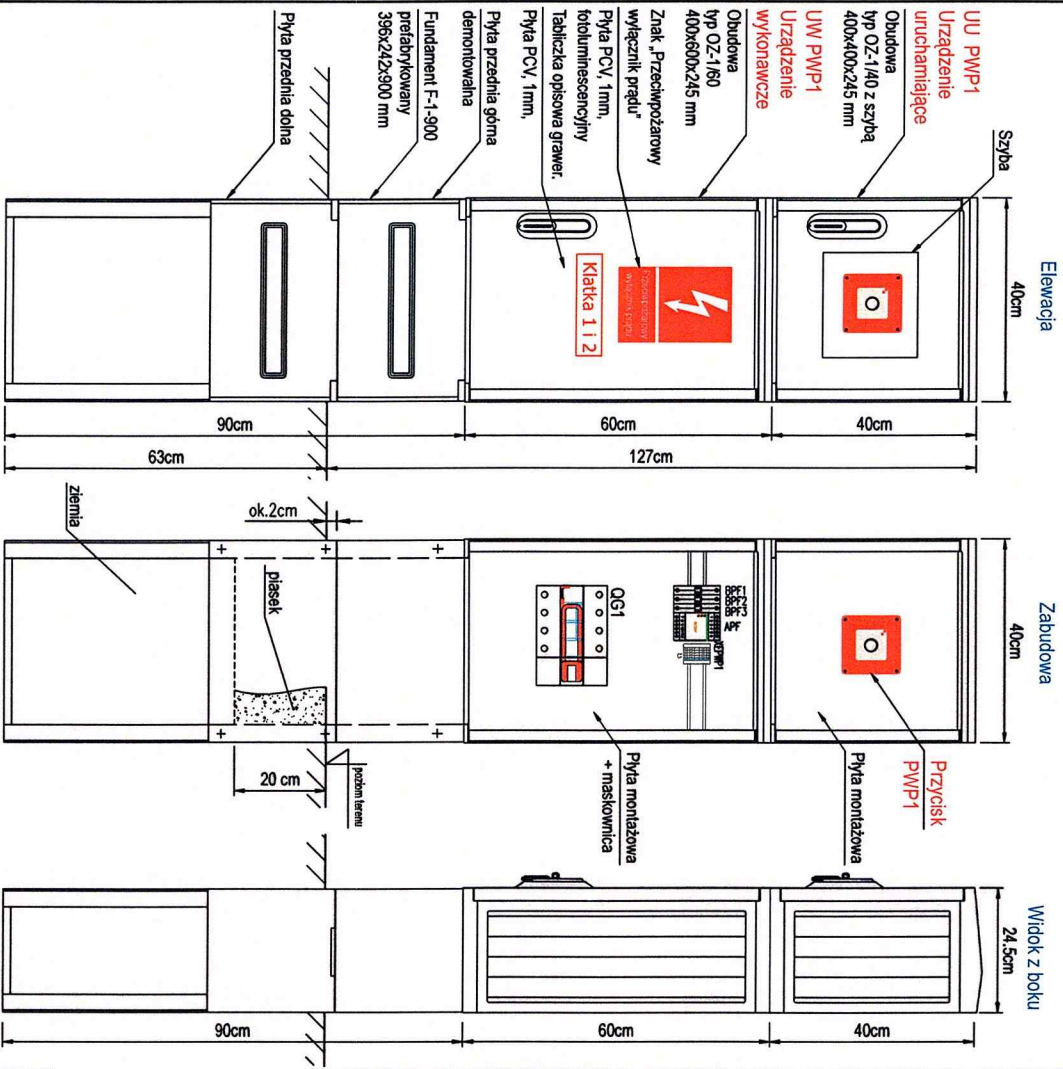 Elewacja
40cm
UU PWP1
Urządzenie
uruchamiające
Obudowa
typ OZ-1/40 z szybą
400x400x245 mm
Szyba
UW PWP1
Urządzenie
wykonawcze
Obudowa
typ OZ-1/60
400x600x245 mm
Znak „Przeciwpożarowy
wyłącznik prądu"
Płyta PCV, 1mm,
fotoluminescencyjny
Tabliczka opisowa grawer.
Płyta PCV, 1mm,
Płyta przednia górna
demontowalna
Fundament F-1-900
prefabrykowany
396x242x900 mm
Płyta przednia dolna
Przeciwpożarowy
wyłącznik prądu
Klatka 1 i 2
40cm
60cm
90cm
127cm
63cm
Zabudowa
40cm
Przycisk
PWP1
Płyta montażowa
BPF1
BPF2
BPF3
APF
QG1
Płyta montażowa
+ maskownica
ok.2cm
poziom terenu
piasek
20 cm
ziemia
Widok z boku
24.5cm
40cm
60cm
90cm